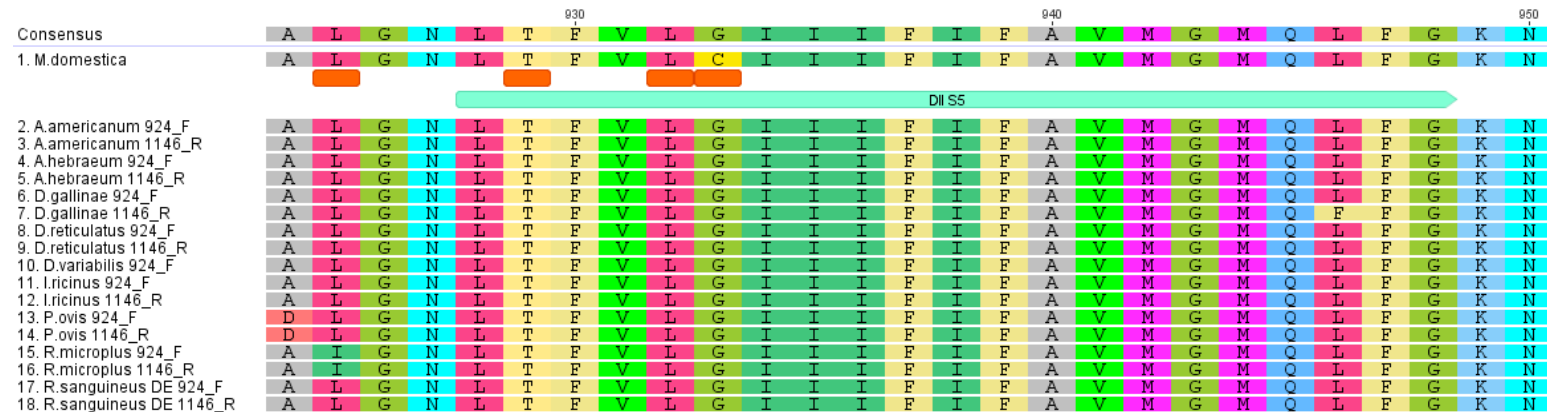 930 940 950
Consensus A L G N L T F V L G I I I F I F A V M G M Q L F G K N
1. M.domestica A L G N L T F V L C I I I F I F A V M G M Q L F G K N
DII S5
2. A.americanum 924_F A L G N L T F V L G I I I F I F A V M G M Q L F G K N
3. A.americanum 1146_R A L G N L T F V L G I I I F I F A V M G M Q L F G K N
4. A.hebraeum 924_F A L G N L T F V L G I I I F I F A V M G M Q L F G K N
5. A.hebraeum 1146_R A L G N L T F V L G I I I F I F A V M G M Q L F G K N
6. D.gallinae 924_F A L G N L T F V L G I I I F I F A V M G M Q L F G K N
7. D.gallinae 1146_R A L G N L T F V L G I I I F I F A V M G M Q F F G K N
8. D.reticulatus 924_F A L G N L T F V L G I I I F I F A V M G M Q L F G K N
9. D.reticulatus 1146_R A L G N L T F V L G I I I F I F A V M G M Q L F G K N
10. D.variabilis 924_F A L G N L T F V L G I I I F I F A V M G M Q L F G K N
11. I.ricinus 924_F A L G N L T F V L G I I I F I F A V M G M Q L F G K N
12. I.ricinus 1146_R A L G N L T F V L G I I I F I F A V M G M Q L F G K N
13. P.ovis 924_F D L G N L T F V L G I I I F I F A V M G M Q L F G K N
14. P.ovis 1146_R D L G N L T F V L G I I I F I F A V M G M Q L F G K N
15. R.microplus 924_F A I G N L T F V L G I I I F I F A V M G M Q L F G K N
16. R.microplus 1146_R A I G N L T F V L G I I I F I F A V M G M Q L F G K N
17. R.sanguineus DE 924_F A L G N L T F V L G I I I F I F A V M G M Q L F G K N
18. R.sanguineus DE 1146_R A L G N L T F V L G I I I F I F A V M G M Q L F G K N